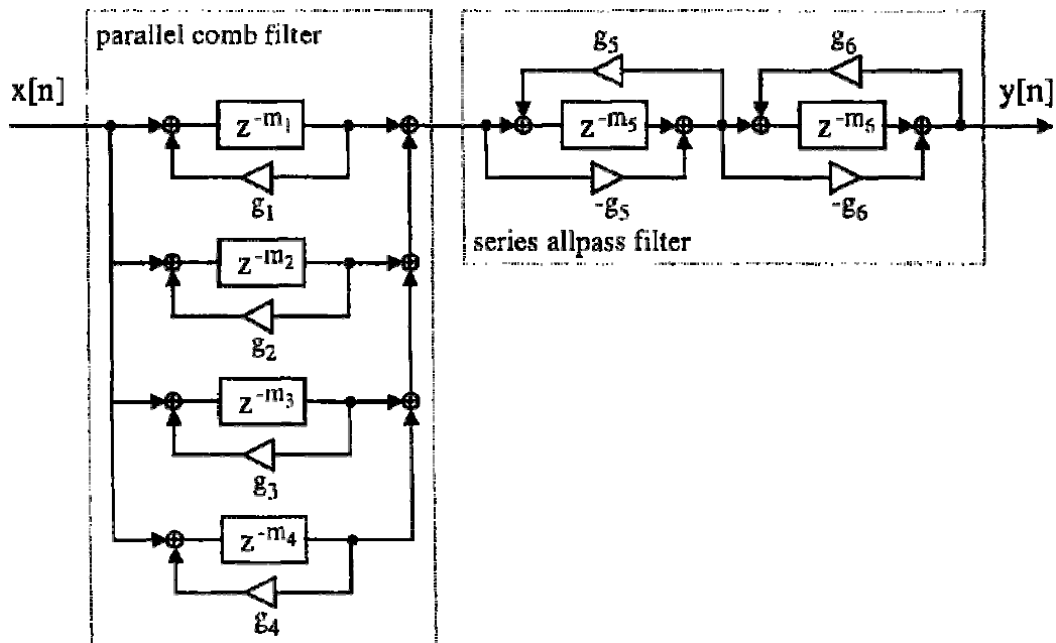 parallel comb filter
x[n]
z^-m1
g1
z^-m2
g2
z^-m3
g3
z^-m4
g4
g5
z^-m5
-g5
g6
z^-m6
-g6
y[n]
series allpass filter